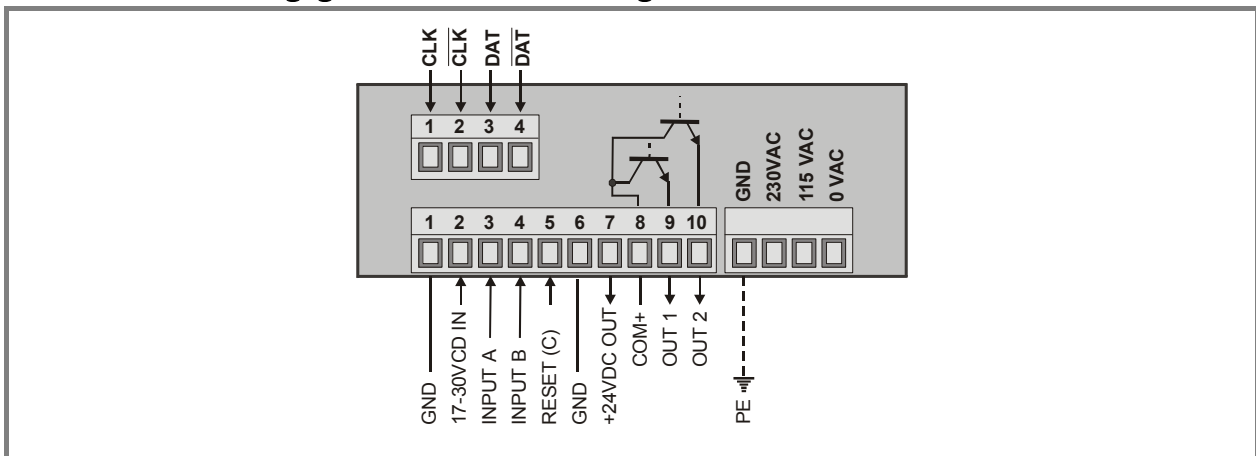 CLK
CLK
DAT
DAT
1 2 3 4
GND
230VAC
115 VAC
0 VAC
1 2 3 4 5 6 7 8 9 10
GND
17-30VCD IN
INPUT A
INPUT B
RESET (C)
GND
+24VDC OUT
COM+
OUT 1
OUT 2
PE